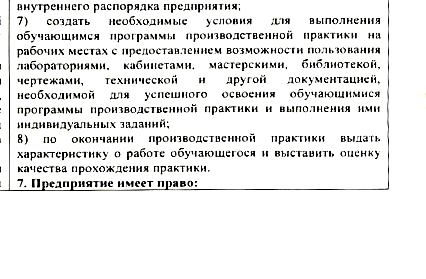 внутреннего распорядка предприятия;
7) создать необходимые условия для выполнения
обучающимся программы производственной практики на
рабочих местах с предоставлением возможности пользования
лабораториями, кабинетами, мастерскими, библиотекой,
чертежами, технической и другой документацией,
необходимой для успешного освоения обучающимися
программы производственной практики и выполнения ими
индивидуальных заданий;
8) по окончании производственной практики выдать
характеристику о работе обучающегося и выставить оценку
качества прохождения практики.
7. Предприятие имеет право: